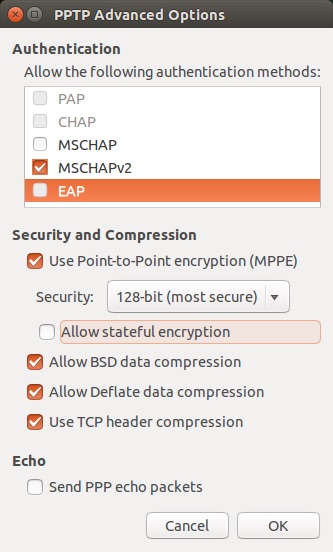 PPTP Advanced Options
Authentication
Allow the following authentication methods:
PAP
CHAP
MSCHAP
MSCHAPv2
EAP
Security and Compression
Use Point-to-Point encryption (MPPE)
Security: 128-bit (most secure)
Allow stateful encryption
Allow BSD data compression
Allow Deflate data compression
Use TCP header compression
Echo
Send PPP echo packets
Cancel OK